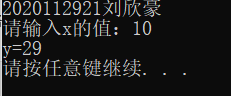 2020112921刘欣豪
请输入x的值：10
y=29
请按任意键继续. . .